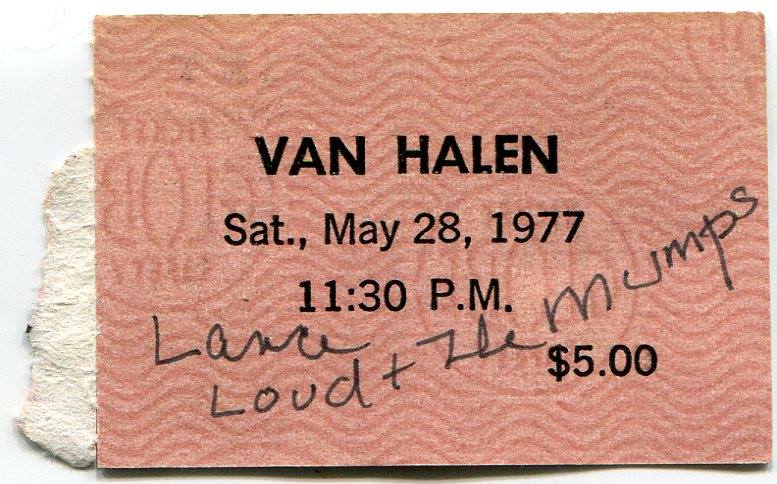 VAN HALEN
Sat., May 28, 1977
11:30 P.M.
Lance
Loud + The Mumps
$5.00